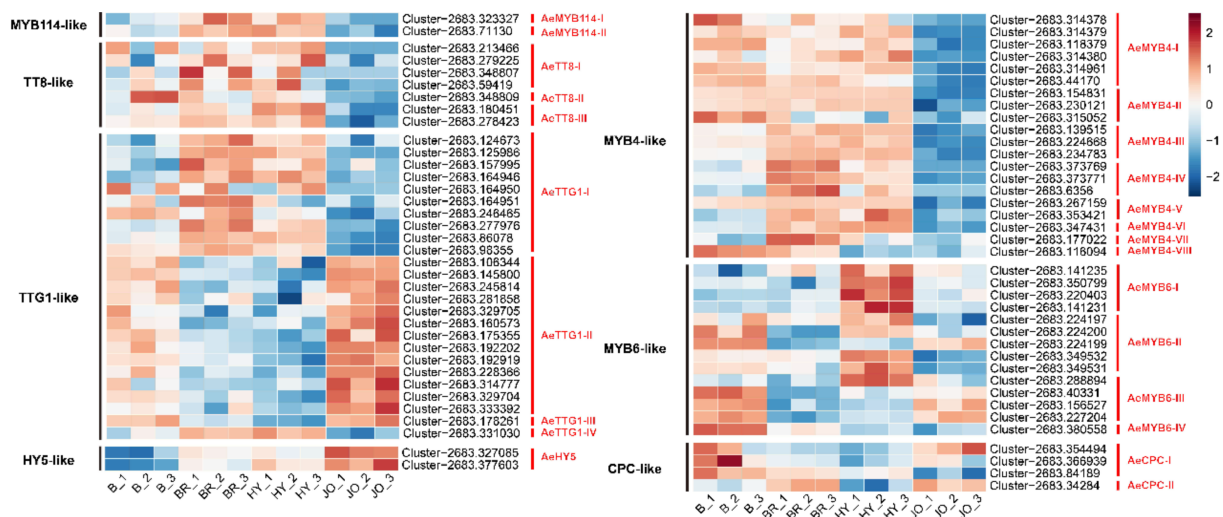 MYB114-like
Cluster-2683.323327
AeMYB114-I
Cluster-2683.71130
AeMYB114-II
TT8-like
Cluster-2683.213466
Cluster-2683.279225
AeTT8-I
Cluster-2683.348807
Cluster-2683.59419
Cluster-2683.348809
AeTT8-II
Cluster-2683.180451
Cluster-2683.278423
AeTT8-III
TTG1-like
Cluster-2683.124673
Cluster-2683.125986
Cluster-2683.157995
Cluster-2683.164946
Cluster-2683.164950
AeTTG1-I
Cluster-2683.164951
Cluster-2683.246465
Cluster-2683.277976
Cluster-2683.86078
Cluster-2683.98355
Cluster-2683.106344
Cluster-2683.145800
Cluster-2683.245814
Cluster-2683.281858
Cluster-2683.329705
Cluster-2683.160573
Cluster-2683.175355
AeTTG1-II
Cluster-2683.192202
Cluster-2683.192919
Cluster-2683.228366
Cluster-2683.314777
Cluster-2683.329704
Cluster-2683.333392
Cluster-2683.178261
AeTTG1-III
Cluster-2683.331030
AeTTG1-IV
HY5-like
Cluster-2683.327085
AeHY5
Cluster-2683.377603
B_1
B_2
B_3
BR_1
BR_2
BR_3
HY_1
HY_2
HY_3
JO_1
JO_2
JO_3
MYB4-like
Cluster-2683.314378
Cluster-2683.314379
Cluster-2683.118379
AeMYB4-I
Cluster-2683.314380
Cluster-2683.314961
Cluster-2683.44170
Cluster-2683.154831
Cluster-2683.230121
AeMYB4-II
Cluster-2683.315052
Cluster-2683.139515
Cluster-2683.224668
AeMYB4-III
Cluster-2683.234783
Cluster-2683.373769
Cluster-2683.373771
AeMYB4-IV
Cluster-2683.6356
Cluster-2683.267159
AeMYB4-V
Cluster-2683.353421
Cluster-2683.347431
AeMYB4-VI
Cluster-2683.177022
AeMYB4-VII
Cluster-2683.116094
AeMYB4-VIII
MYB6-like
Cluster-2683.141235
Cluster-2683.350799
AeMYB6-I
Cluster-2683.220403
Cluster-2683.141231
Cluster-2683.224197
Cluster-2683.224200
Cluster-2683.224199
AeMYB6-II
Cluster-2683.349532
Cluster-2683.349531
Cluster-2683.288894
Cluster-2683.40331
AeMYB6-III
Cluster-2683.156527
Cluster-2683.227204
Cluster-2683.380558
AeMYB6-IV
CPC-like
Cluster-2683.354494
Cluster-2683.366939
AeCPC-I
Cluster-2683.84189
Cluster-2683.34284
AeCPC-II
B_1
B_2
B_3
BR_1
BR_2
BR_3
HY_1
HY_2
HY_3
JO_1
JO_2
JO_3
2
1
0
−1
−2